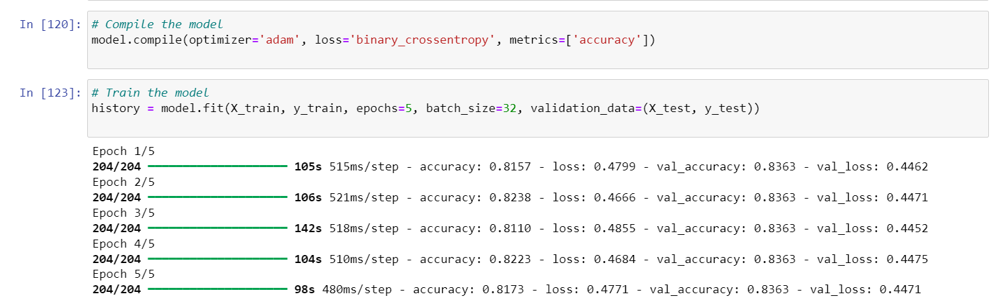 In [120]: # Compile the model
model.compile(optimizer='adam', loss='binary_crossentropy', metrics=['accuracy'])
In [123]: # Train the model
history = model.fit(X_train, y_train, epochs=5, batch_size=32, validation_data=(X_test, y_test))
Epoch 1/5
204/204 105s 515ms/step - accuracy: 0.8157 - loss: 0.4799 - val_accuracy: 0.8363 - val_loss: 0.4462
Epoch 2/5
204/204 106s 521ms/step - accuracy: 0.8238 - loss: 0.4666 - val_accuracy: 0.8363 - val_loss: 0.4471
Epoch 3/5
204/204 142s 518ms/step - accuracy: 0.8110 - loss: 0.4855 - val_accuracy: 0.8363 - val_loss: 0.4452
Epoch 4/5
204/204 104s 510ms/step - accuracy: 0.8223 - loss: 0.4684 - val_accuracy: 0.8363 - val_loss: 0.4475
Epoch 5/5
204/204 98s 480ms/step - accuracy: 0.8173 - loss: 0.4771 - val_accuracy: 0.8363 - val_loss: 0.4471